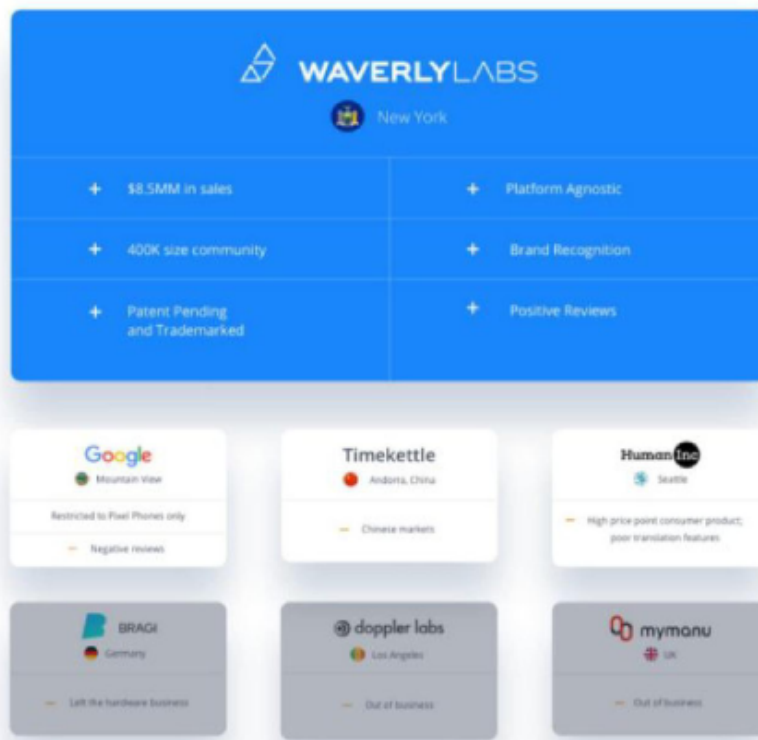 WAVERLYLABS
New York
+ $8.5MM in sales
+ Platform Agnostic
+ 400K size community
+ Brand Recognition
+ Patent Pending
and Trademarked
+ Positive Reviews
Google
Mountain View
Restricted to Pixel Phones only
– Negative reviews
Timekettle
Andorra, China
– Chinese markets
Human Inc
Seattle
– High price point consumer product;
poor translation features
BRAGI
Germany
– Left the hardware business
doppler labs
Los Angeles
– Out of business
mymanu
UK
– Out of business